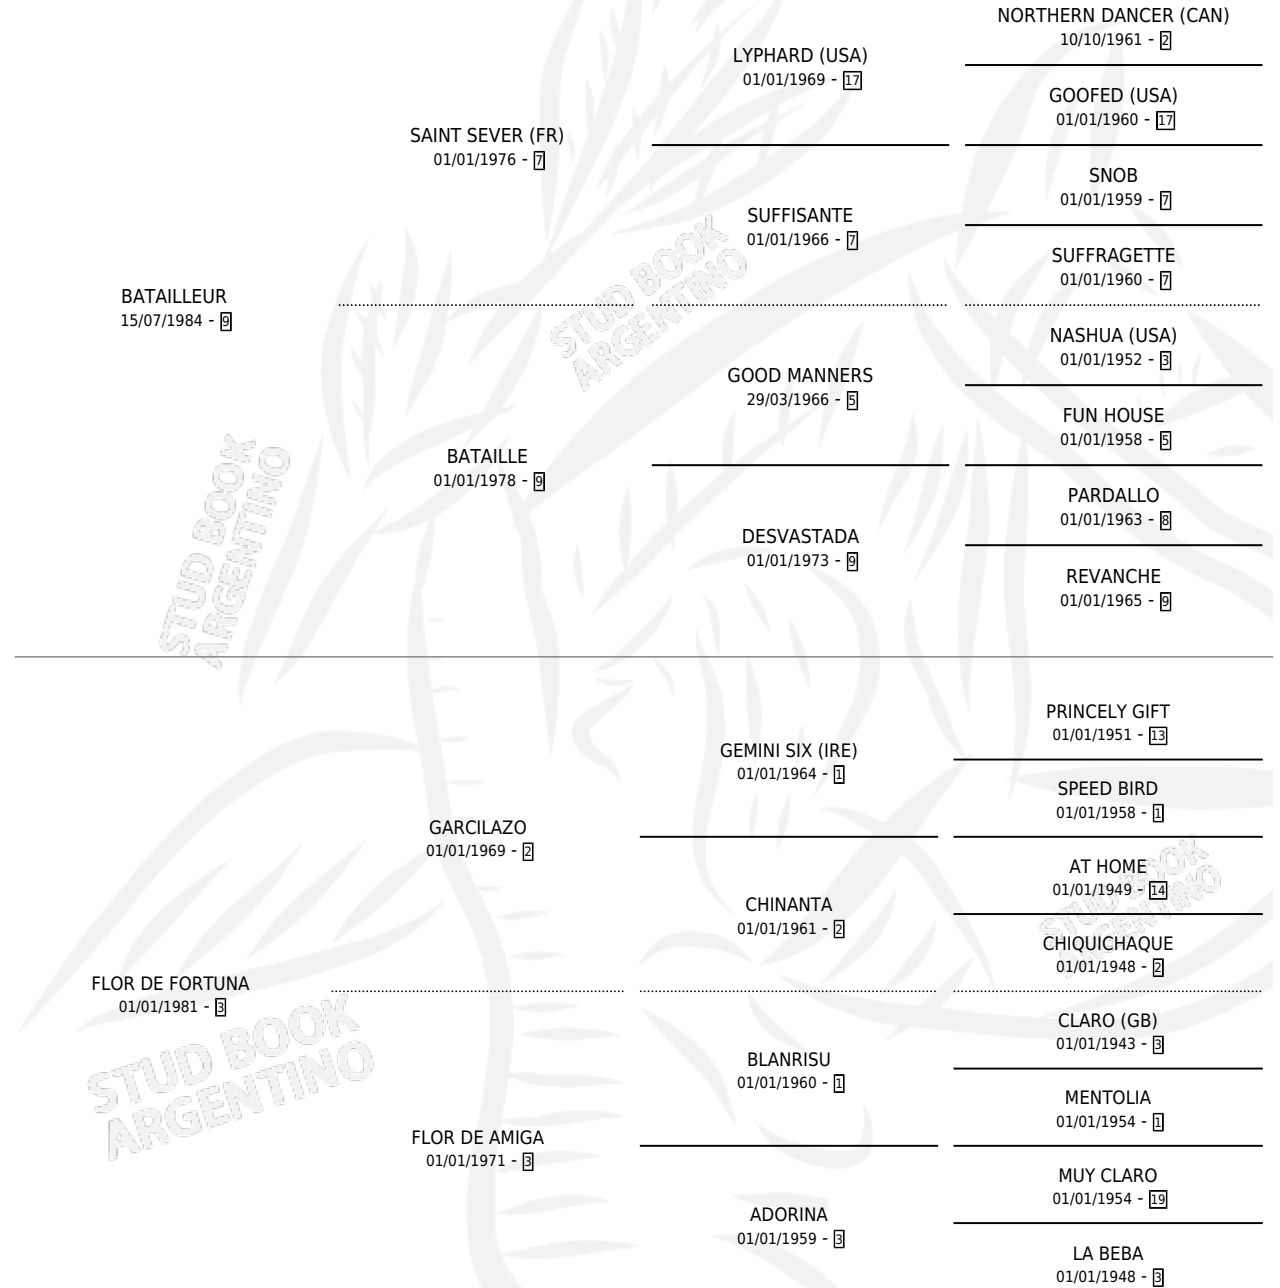 NORTHERN DANCER (CAN)
10/10/1961 - 2
LYPHARD (USA)
01/01/1969 - 17
GOOFED (USA)
01/01/1960 - 17
SAINT SEVER (FR)
01/01/1976 - 7
SNOB
01/01/1959 - 7
SUFFISANTE
01/01/1966 - 7
SUFFRAGETTE
01/01/1960 - 7
BATAILLEUR
15/07/1984 - 9
NASHUA (USA)
01/01/1952 - 3
GOOD MANNERS
29/03/1966 - 5
FUN HOUSE
01/01/1958 - 5
BATAILLE
01/01/1978 - 9
PARDALLO
01/01/1963 - 8
DESVASTADA
01/01/1973 - 9
REVANCHE
01/01/1965 - 9
PRINCELY GIFT
01/01/1951 - 13
GEMINI SIX (IRE)
01/01/1964 - 1
SPEED BIRD
01/01/1958 - 1
GARCILAZO
01/01/1969 - 2
AT HOME
01/01/1949 - 14
CHINANTA
01/01/1961 - 2
CHIQUICHAQUE
01/01/1948 - 2
FLOR DE FORTUNA
01/01/1981 - 3
CLARO (GB)
01/01/1943 - 3
BLANRISU
01/01/1960 - 1
MENTOLIA
01/01/1954 - 1
FLOR DE AMIGA
01/01/1971 - 3
MUY CLARO
01/01/1954 - 19
ADORINA
01/01/1959 - 3
LA BEBA
01/01/1948 - 3
STUD BOOK
ARGENTINO
STUD BOOK
ARGENTINO
STUD BOOK
ARGENTINO
STUD BOOK
ARGENTINO